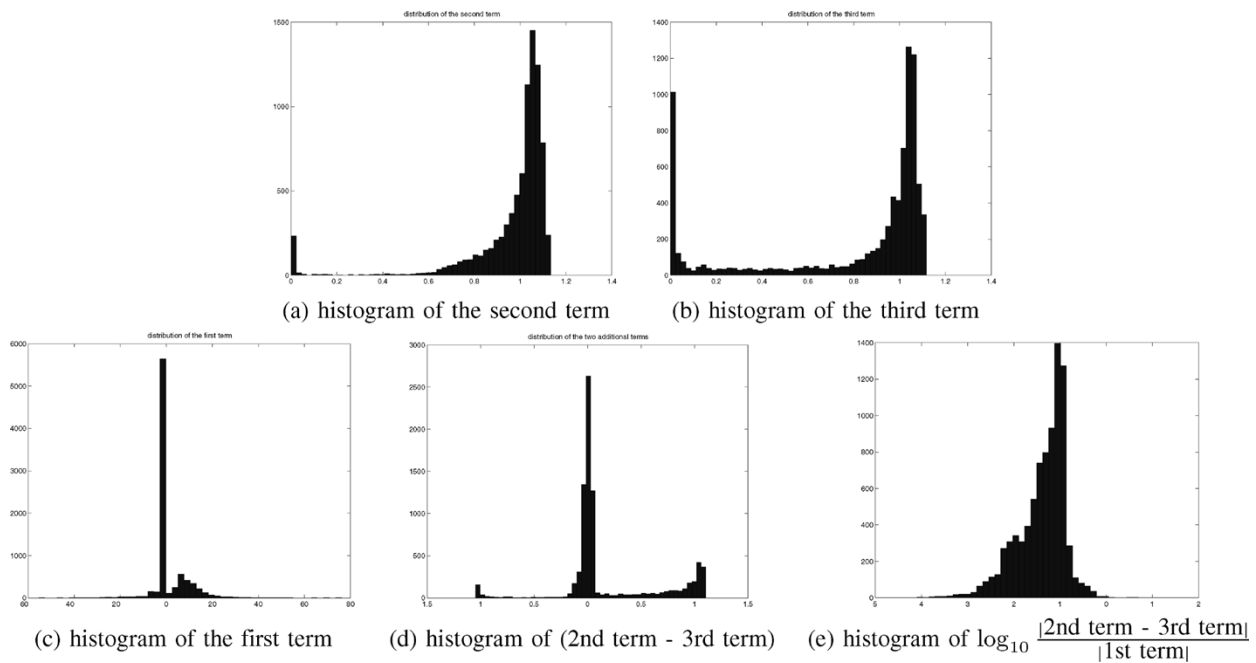 distribution of the second term
1500
1000
500
0
0 0.2 0.4 0.6 0.8 1 1.2 1.4
(a) histogram of the second term
distribution of the third term
1400
1200
1000
800
600
400
200
0
0 0.2 0.4 0.6 0.8 1 1.2 1.4
(b) histogram of the third term
distribution of the first term
6000
5000
4000
3000
2000
1000
0
60 40 20 0 20 40 60 80
(c) histogram of the first term
distribution of the two additional terms
3000
2500
2000
1500
1000
500
0
1.5 1 0.5 0 0.5 1 1.5
(d) histogram of (2nd term - 3rd term)
1400
1200
1000
800
600
400
200
0
5 4 3 2 1 0 1 2
(e) histogram of log₁₀ |2nd term - 3rd term| / |1st term|